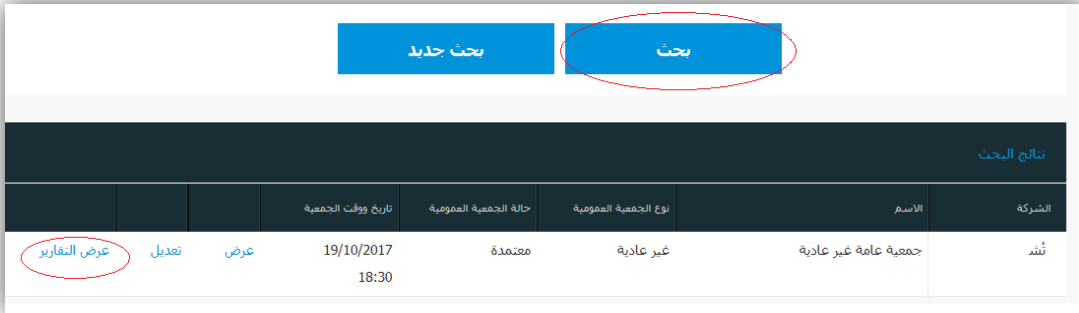 بحث
بحث جديد
نتائج البحث
الشركة
الاسم
نوع الجمعية العمومية
حالة الجمعية العمومية
تاريخ ووقت الجمعية
تُشـ
جمعية عامة غير عادية
غير عادية
معتمدة
19/10/2017
18:30
عرض
تعديل
عرض التقارير